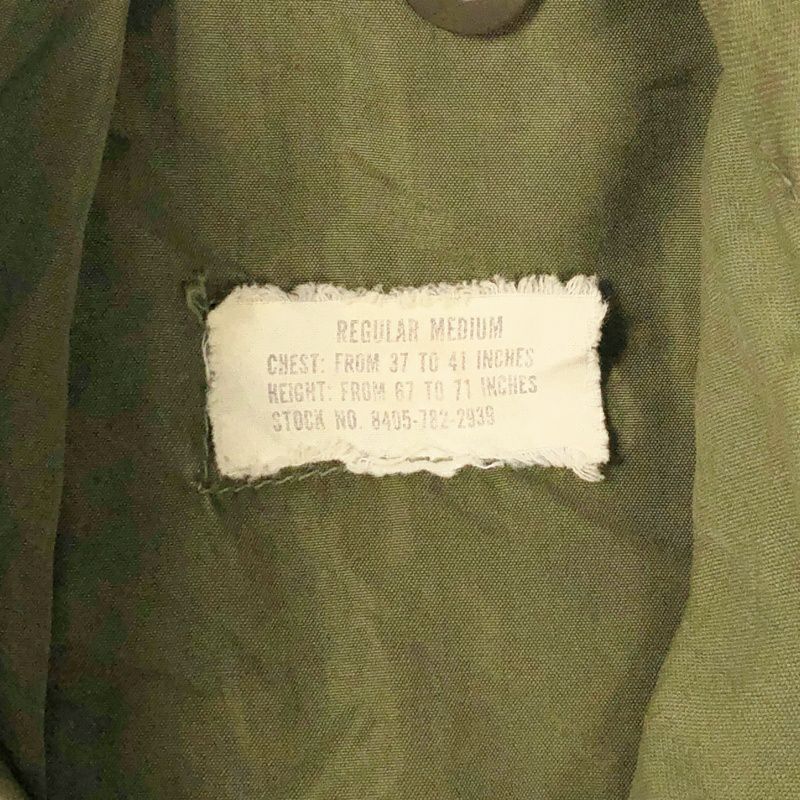 REGULAR MEDIUM
CHEST: FROM 37 TO 41 INCHES
HEIGHT: FROM 67 TO 71 INCHES
STOCK NO. 8405-782-2939